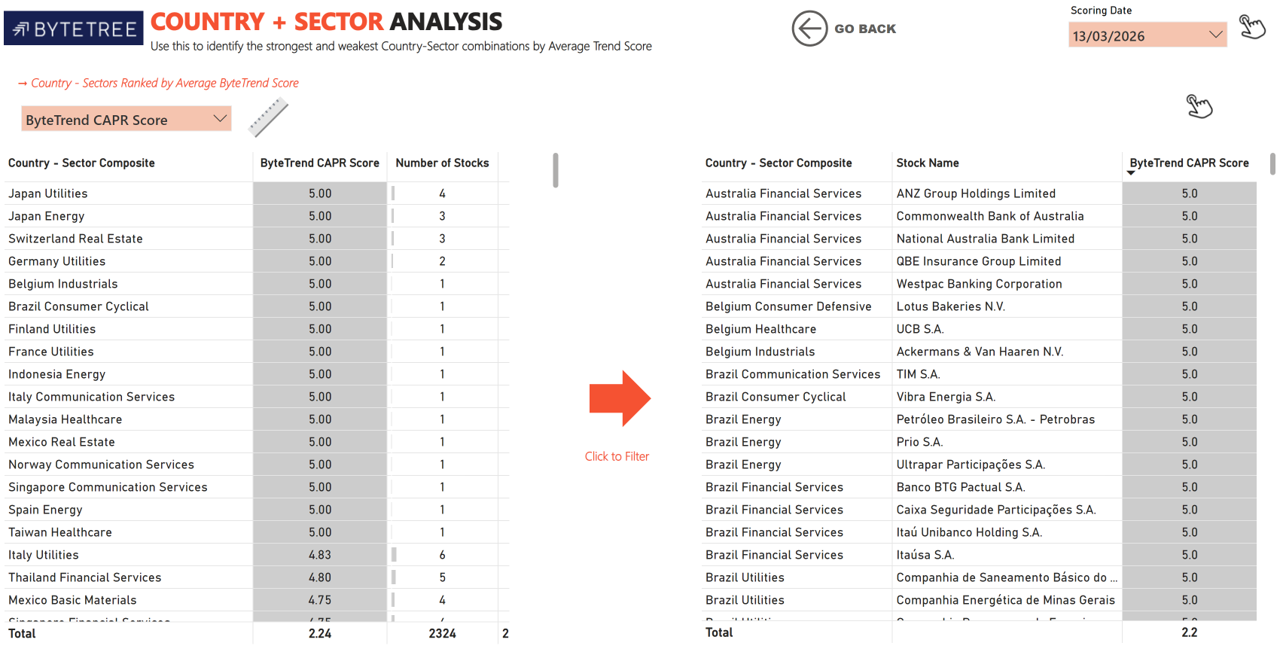 BYTETREE
COUNTRY + SECTOR ANALYSIS
Use this to identify the strongest and weakest Country-Sector combinations by Average Trend Score
GO BACK
Scoring Date
13/03/2026
→ Country - Sectors Ranked by Average ByteTrend Score
ByteTrend CAPR Score
Country - Sector Composite ByteTrend CAPR Score Number of Stocks
Japan Utilities 5.00 4
Japan Energy 5.00 3
Switzerland Real Estate 5.00 3
Germany Utilities 5.00 2
Belgium Industrials 5.00 1
Brazil Consumer Cyclical 5.00 1
Finland Utilities 5.00 1
France Utilities 5.00 1
Indonesia Energy 5.00 1
Italy Communication Services 5.00 1
Malaysia Healthcare 5.00 1
Mexico Real Estate 5.00 1
Norway Communication Services 5.00 1
Singapore Communication Services 5.00 1
Spain Energy 5.00 1
Taiwan Healthcare 5.00 1
Italy Utilities 4.83 6
Thailand Financial Services 4.80 5
Mexico Basic Materials 4.75 4
Total 2.24 2324 2
Click to Filter
Country - Sector Composite Stock Name ByteTrend CAPR Score
Australia Financial Services ANZ Group Holdings Limited 5.0
Australia Financial Services Commonwealth Bank of Australia 5.0
Australia Financial Services National Australia Bank Limited 5.0
Australia Financial Services QBE Insurance Group Limited 5.0
Australia Financial Services Westpac Banking Corporation 5.0
Belgium Consumer Defensive Lotus Bakeries N.V. 5.0
Belgium Healthcare UCB S.A. 5.0
Belgium Industrials Ackermans & Van Haaren N.V. 5.0
Brazil Communication Services TIM S.A. 5.0
Brazil Consumer Cyclical Vibra Energia S.A. 5.0
Brazil Energy Petróleo Brasileiro S.A. - Petrobras 5.0
Brazil Energy Prio S.A. 5.0
Brazil Energy Ultrapar Participações S.A. 5.0
Brazil Financial Services Banco BTG Pactual S.A. 5.0
Brazil Financial Services Caixa Seguridade Participações S.A. 5.0
Brazil Financial Services Itaú Unibanco Holding S.A. 5.0
Brazil Financial Services Itaúsa S.A. 5.0
Brazil Utilities Companhia de Saneamento Básico do ... 5.0
Brazil Utilities Companhia Energética de Minas Gerais 5.0
Total 2.2